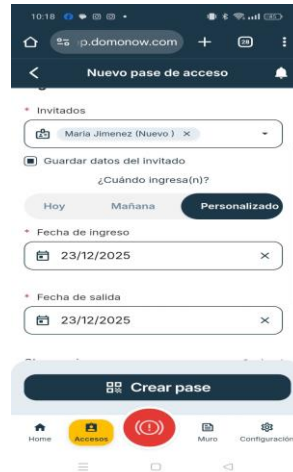 10:18
p.domonow.com
28
Nuevo pase de acceso
* Invitados
Maria Jimenez (Nuevo ) ×
Guardar datos del invitado
¿Cuándo ingresa(n)?
Hoy Mañana Personalizado
* Fecha de ingreso
23/12/2025
* Fecha de salida
23/12/2025
Crear pase
Home Accesos Muro Configuración